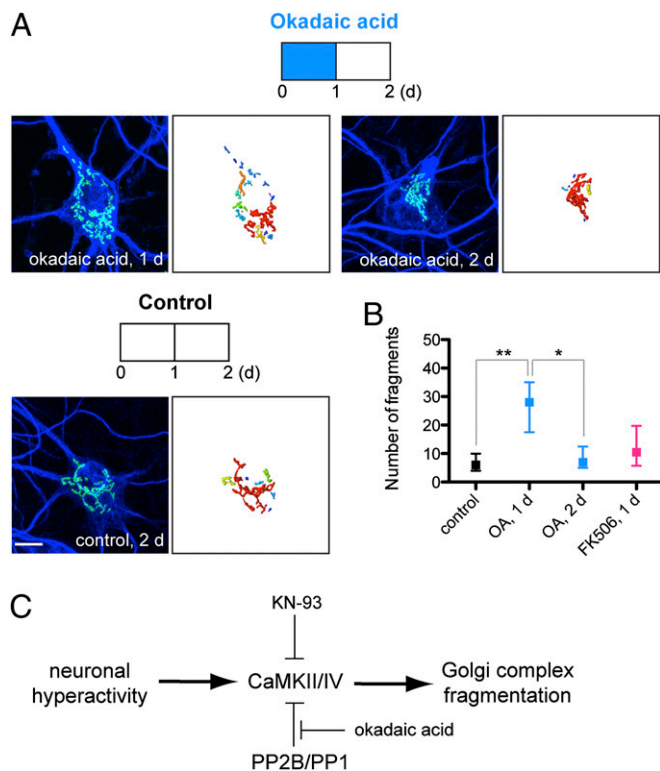 A
Okadaic acid
0 1 2 (d)
okadaic acid, 1 d
okadaic acid, 2 d
Control
0 1 2 (d)
control, 2 d
B
Number of fragments
50
40
30
20
10
0
** *
control
OA, 1 d
OA, 2 d
FK506, 1 d
C
KN-93
neuronal
hyperactivity
CaMKII/IV
Golgi complex
fragmentation
okadaic acid
PP2B/PP1